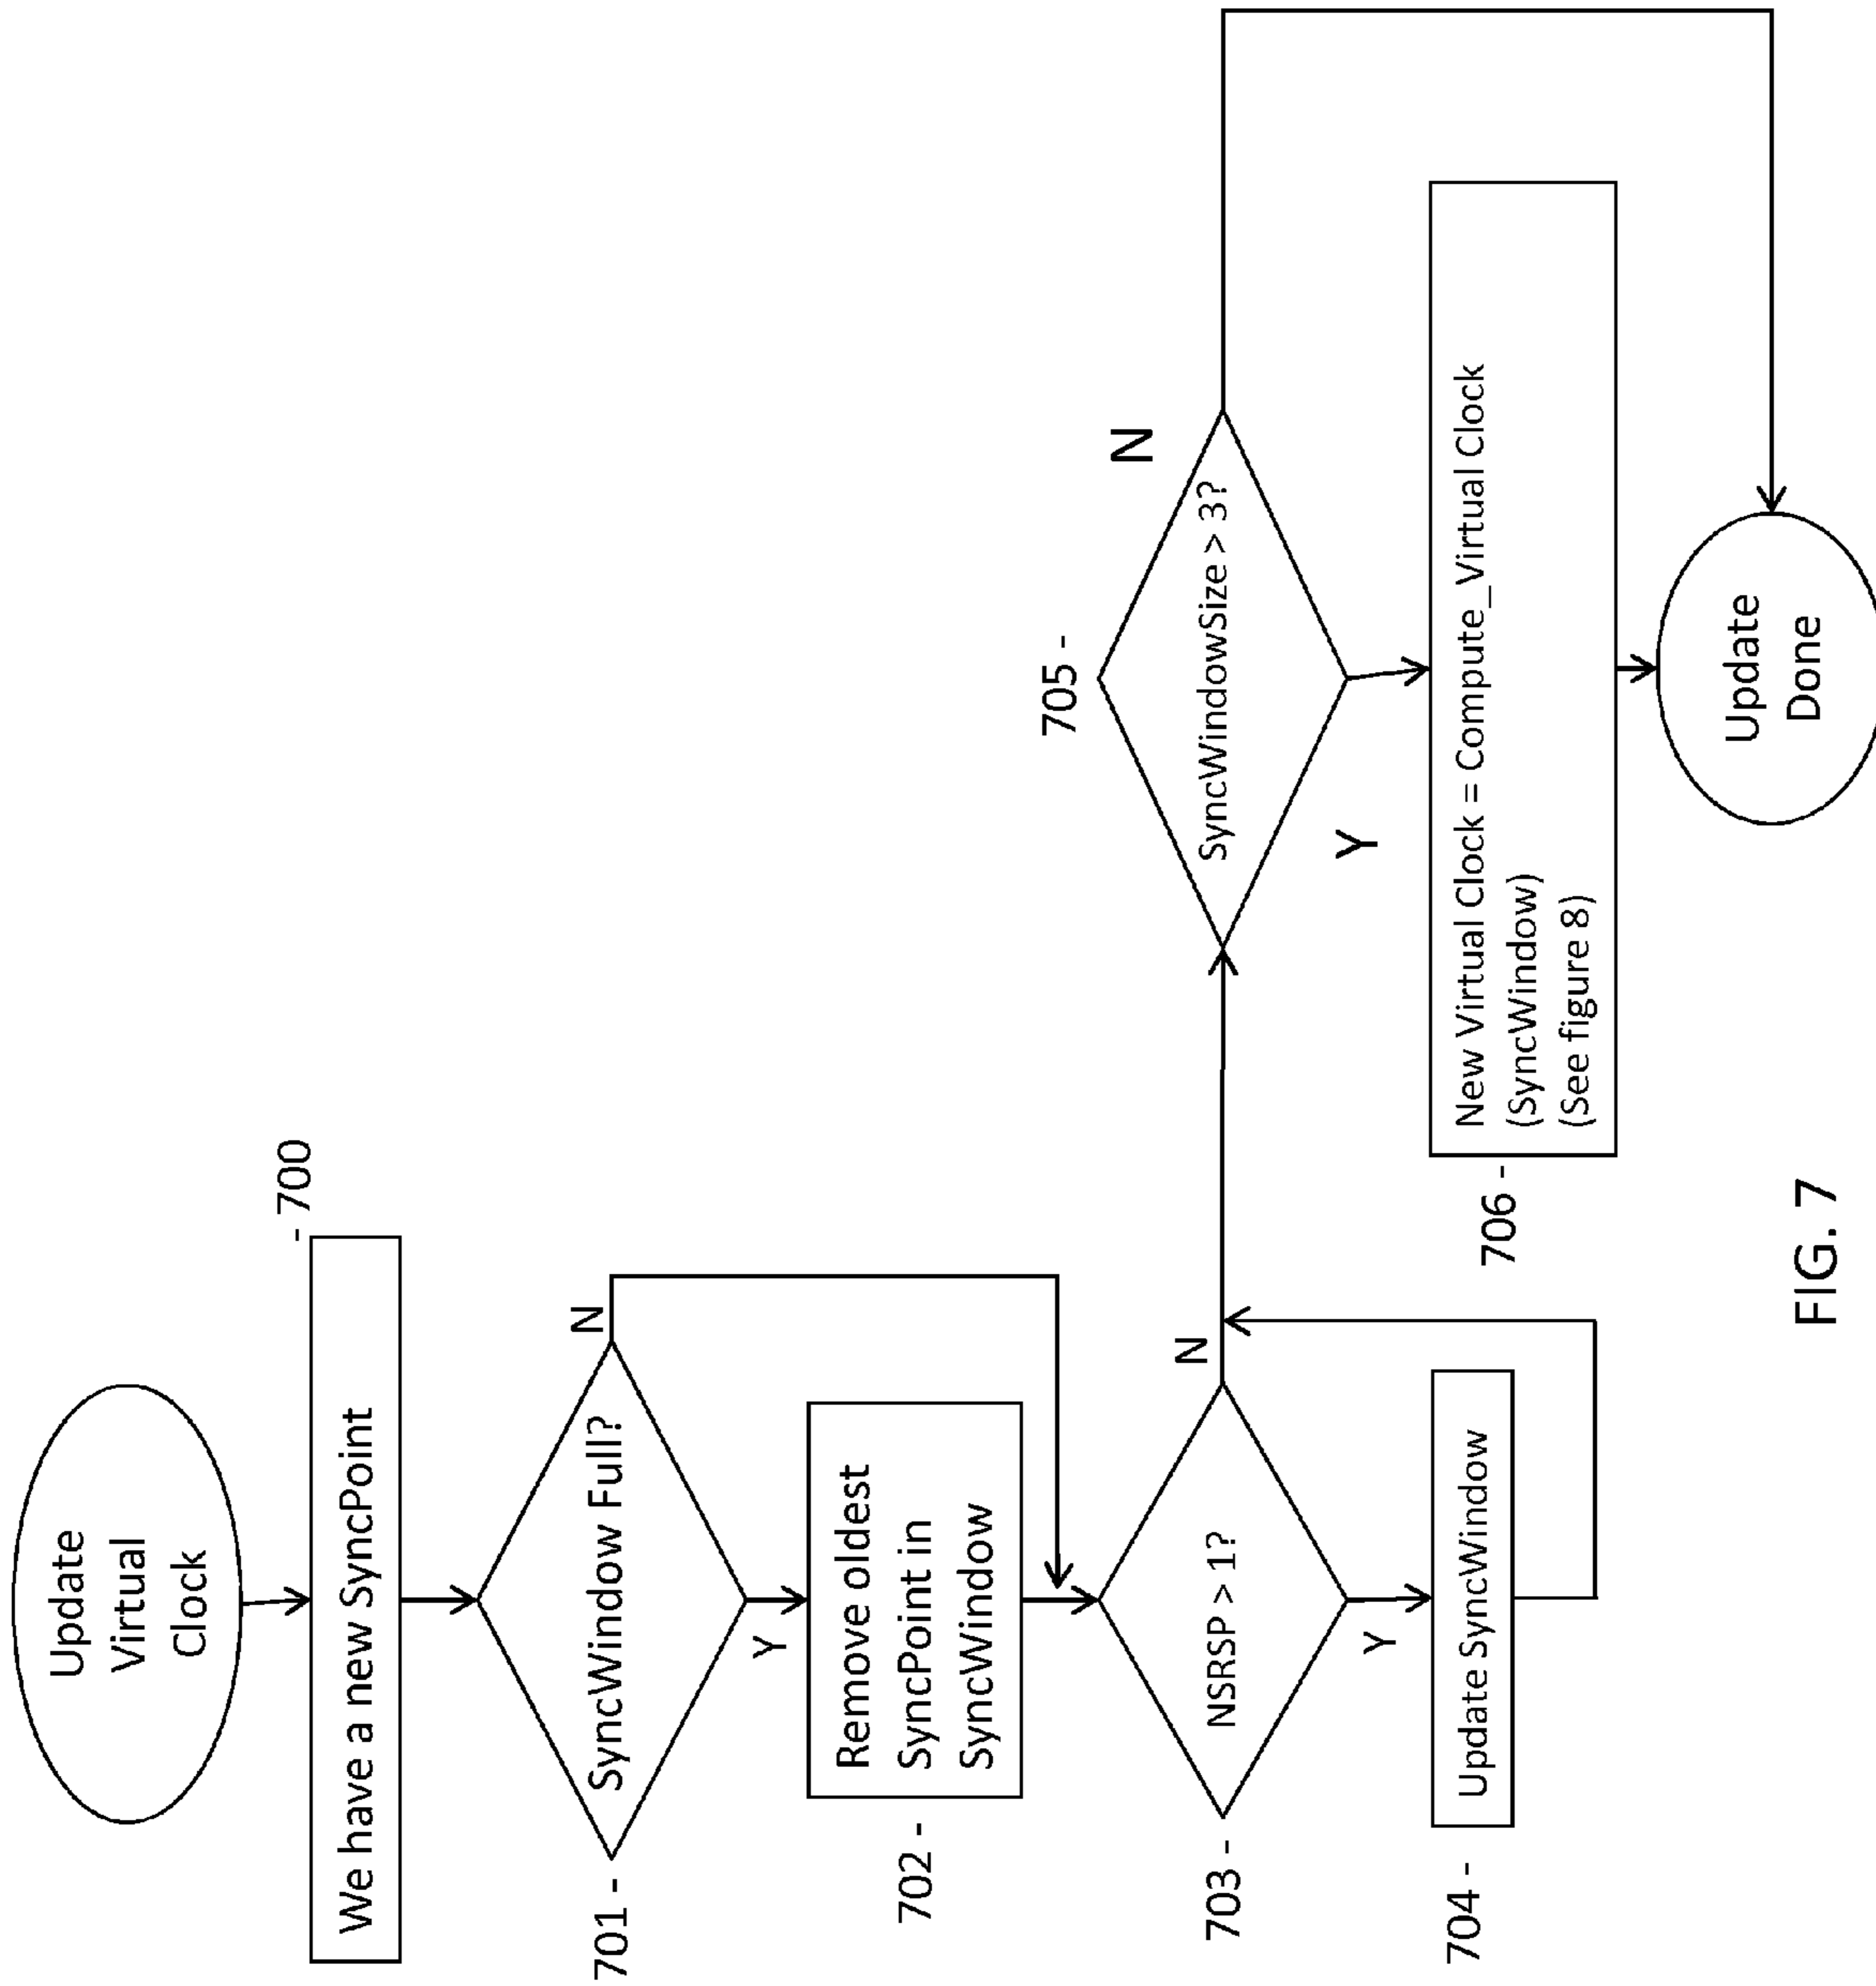 Update
Virtual
Clock
- 700
We have a new SyncPoint
701 -
SyncWindow Full?
N
Y
702 -
Remove oldest
SyncPoint in
SyncWindow
703 -
NSRSP > 1?
N
Y
704 -
Update SyncWindow
705 -
SyncWindowSize > 3?
N
Y
706 -
New Virtual Clock = Compute_Virtual Clock
(SyncWindow)
(See figure 8)
Update
Done
FIG. 7